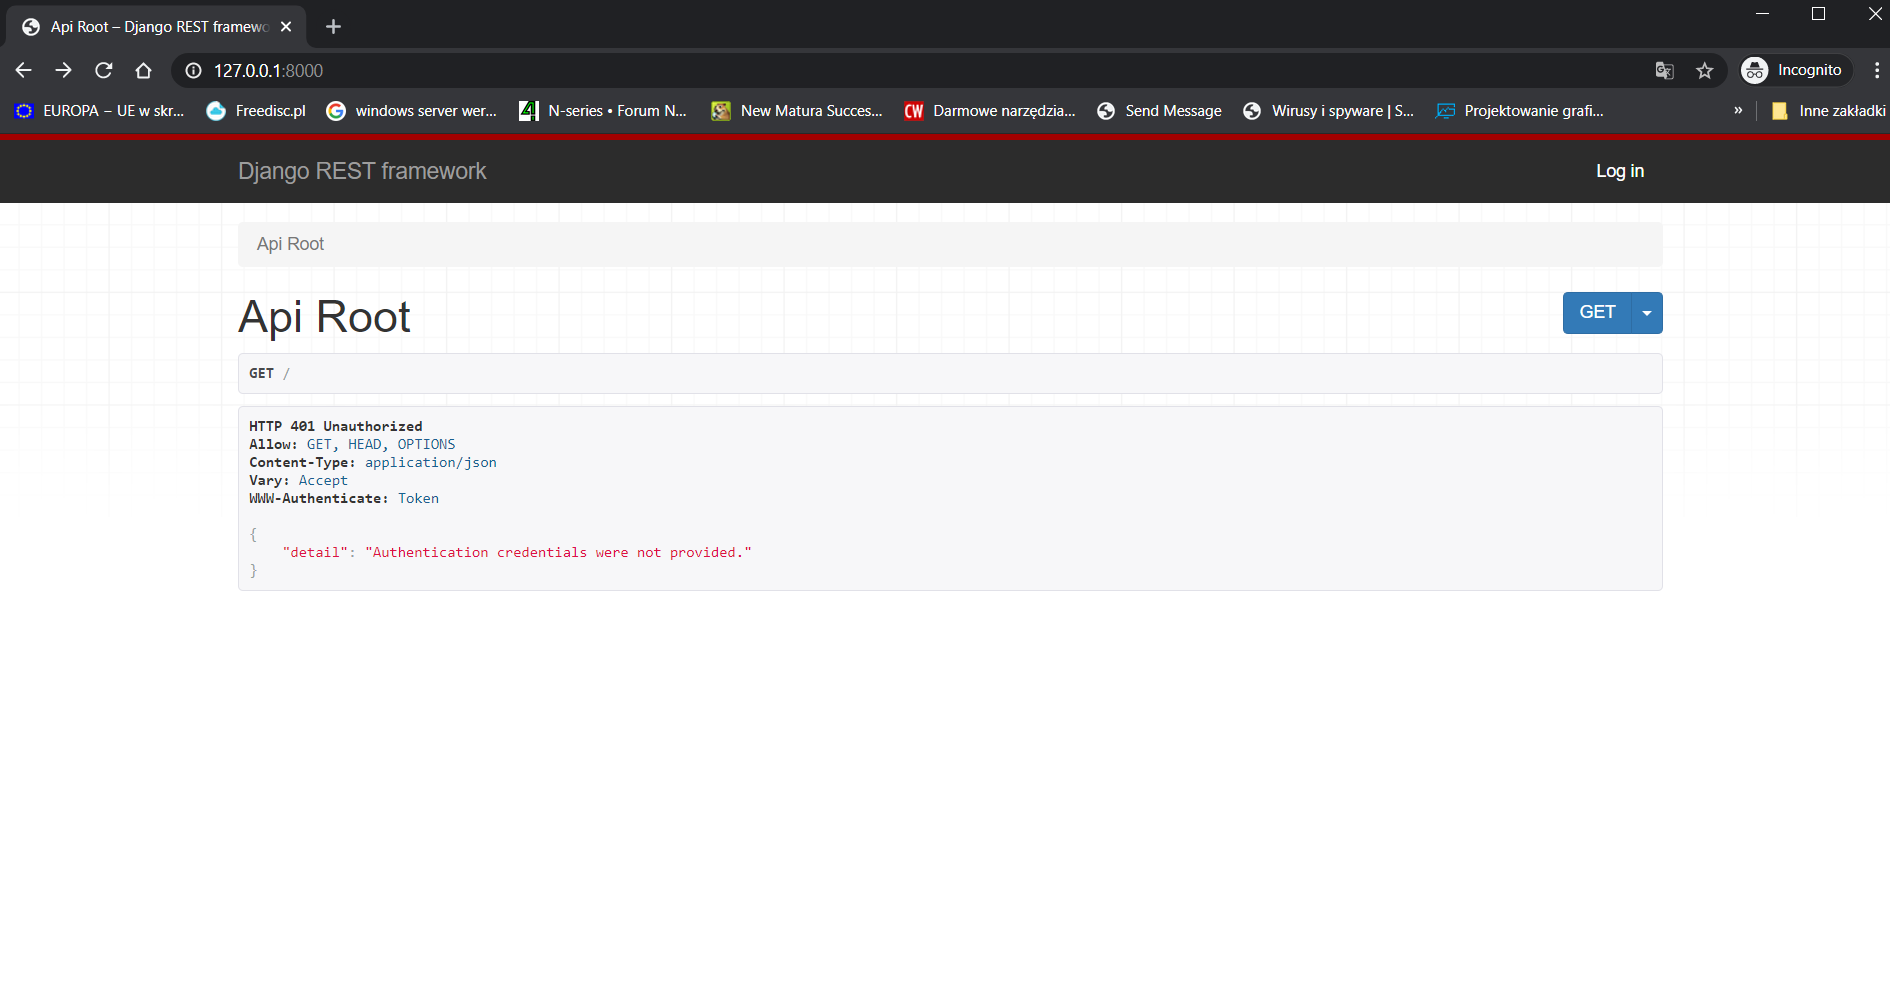 Api Root – Django REST framewo
127.0.0.1:8000
Incognito
EUROPA – UE w skr...
Freedisc.pl
windows server wer...
N-series • Forum N...
New Matura Succes...
CW
Darmowe narzędzia...
Send Message
Wirusy i spyware | S...
Projektowanie grafi...
»
Inne zakładki
Django REST framework
Log in
Api Root
Api Root
GET
GET /
HTTP 401 Unauthorized
Allow: GET, HEAD, OPTIONS
Content-Type: application/json
Vary: Accept
WWW-Authenticate: Token
{
    "detail": "Authentication credentials were not provided."
}